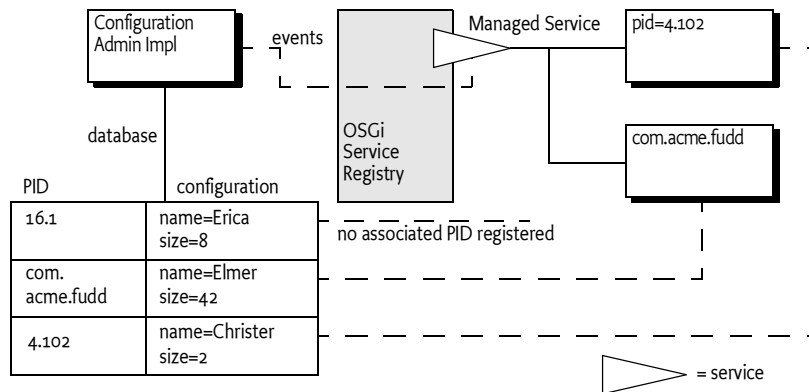 Configuration
Admin Impl
events
Managed Service
pid=4.102
database
OSGi
Service
Registry
com.acme.fudd
PID
configuration
16.1
name=Erica
size=8
no associated PID registered
com.
acme.fudd
name=Elmer
size=42
4.102
name=Christer
size=2
= service